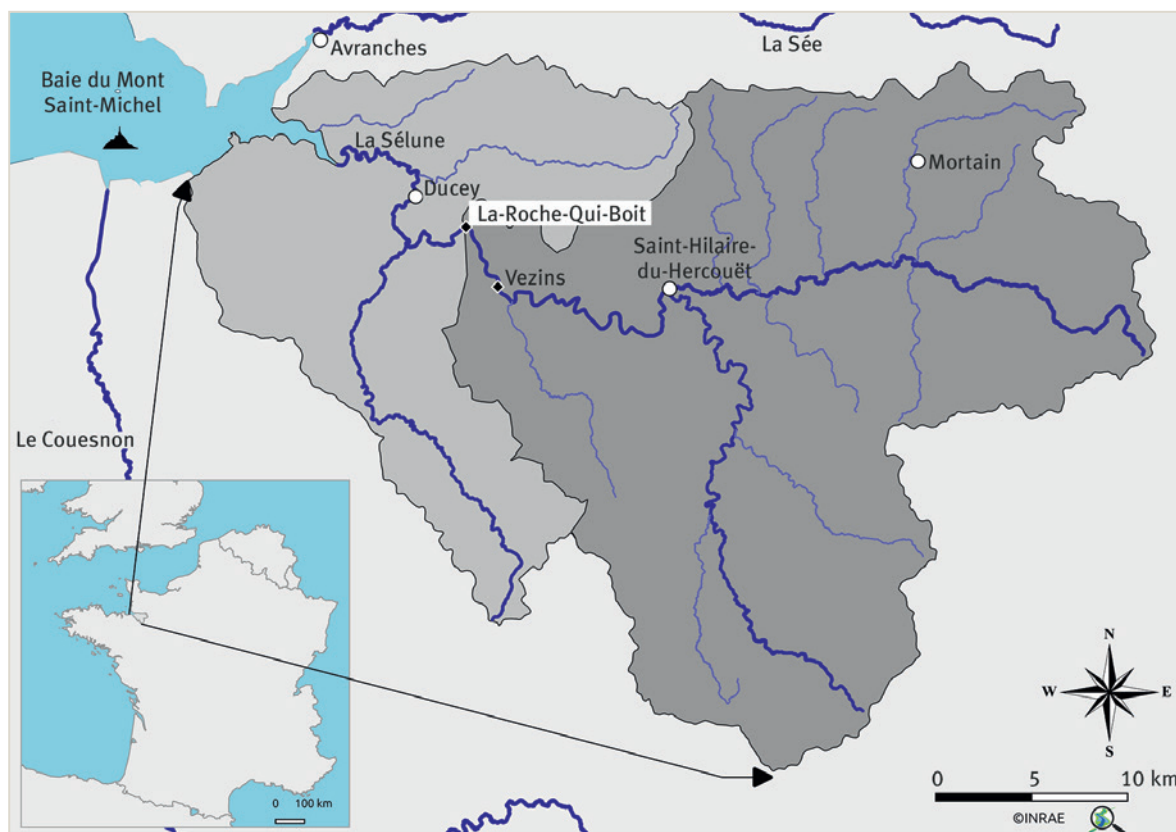 Avranches
La Sée
Baie du Mont
Saint-Michel
La Sélune
Mortain
Ducey
La-Roche-Qui-Boit
Saint-Hilaire-
du-Hercouët
Vezins
Le Couesnon
N
W
E
S
0 100 km
0 5 10 km
©INRAE